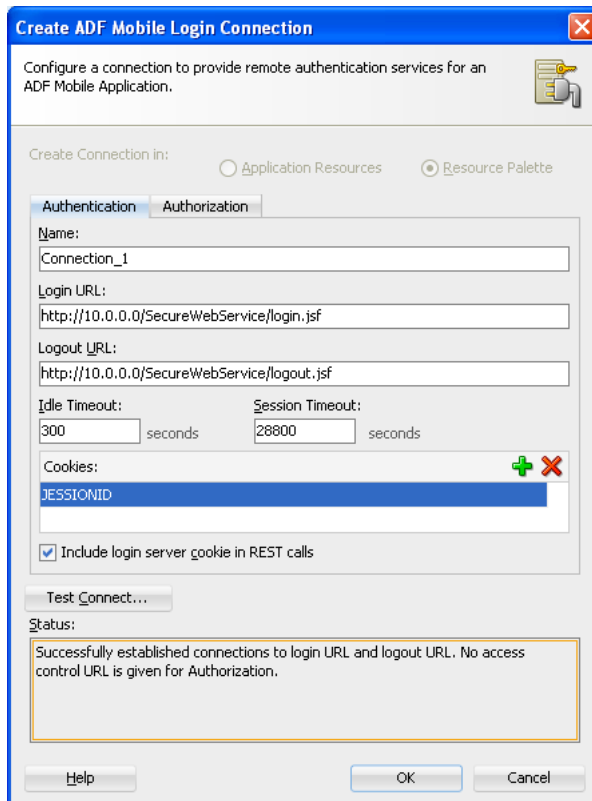 Create ADF Mobile Login Connection
Configure a connection to provide remote authentication services for an
ADF Mobile Application.
Create Connection in:
Application Resources
Resource Palette
Authentication
Authorization
Name:
Connection_1
Login URL:
http://10.0.0.0/SecureWebService/login.jsf
Logout URL:
http://10.0.0.0/SecureWebService/logout.jsf
Idle Timeout:
Session Timeout:
300
seconds
28800
seconds
Cookies:
JESSIONID
Include login server cookie in REST calls
Test Connect...
Status:
Successfully established connections to login URL and logout URL. No access
control URL is given for Authorization.
Help
OK
Cancel